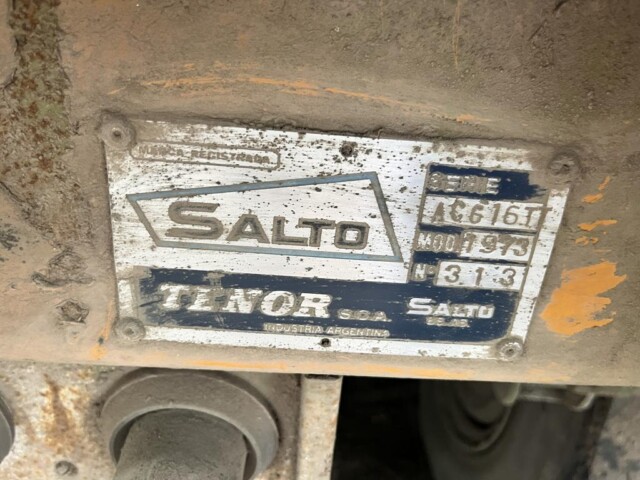 MARCA REGISTRADA
SALTO
SERIE
AC616T
MOD 1973
Nº 313
TENOR S.C.A.
INDUSTRIA ARGENTINA
SALTO
BS. AS.